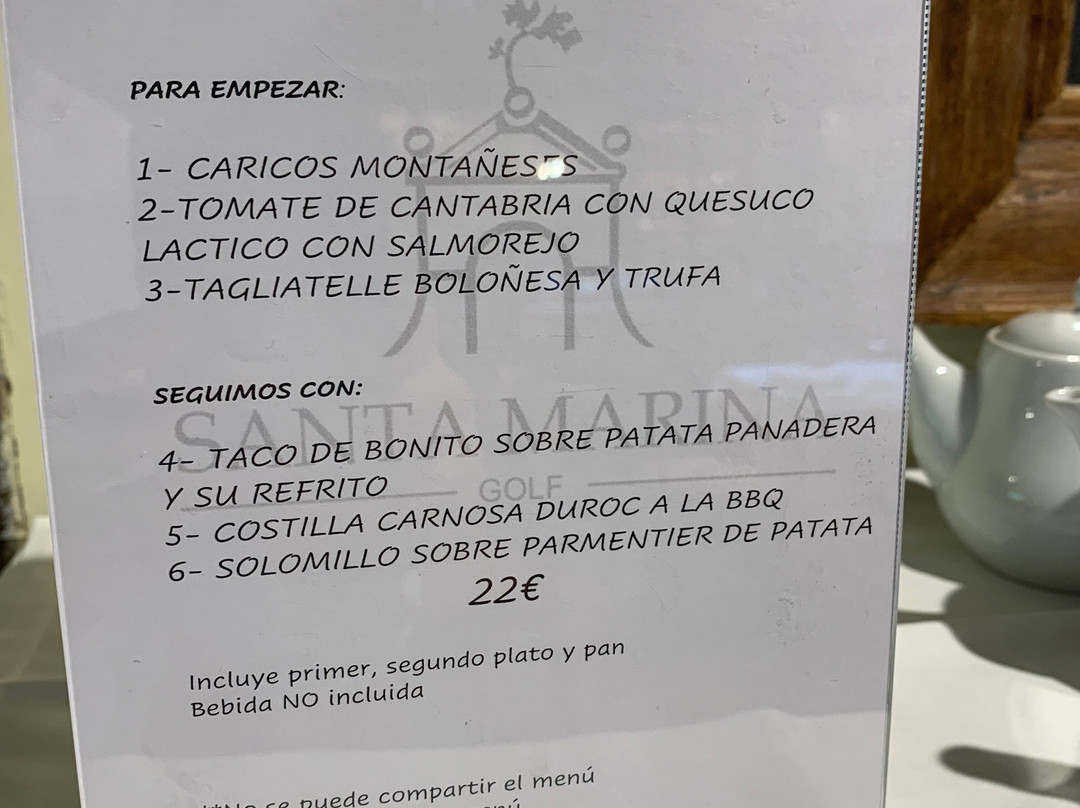 PARA EMPEZAR:
1- CARICOS MONTAÑESES
2-TOMATE DE CANTABRIA CON QUESUCO
LACTICO CON SALMOREJO
3-TAGLIATELLE BOLOÑESA Y TRUFA
SEGUIMOS CON:
SANTA MARINA
4- TACO DE BONITO SOBRE PATATA PANADERA
Y SU REFRITO
GOLF
5- COSTILLA CARNOSA DUROC A LA BBQ
6- SOLOMILLO SOBRE PARMENTIER DE PATATA
22€
Incluye primer, segundo plato y pan
Bebida NO incluida
se puede compartir el menú